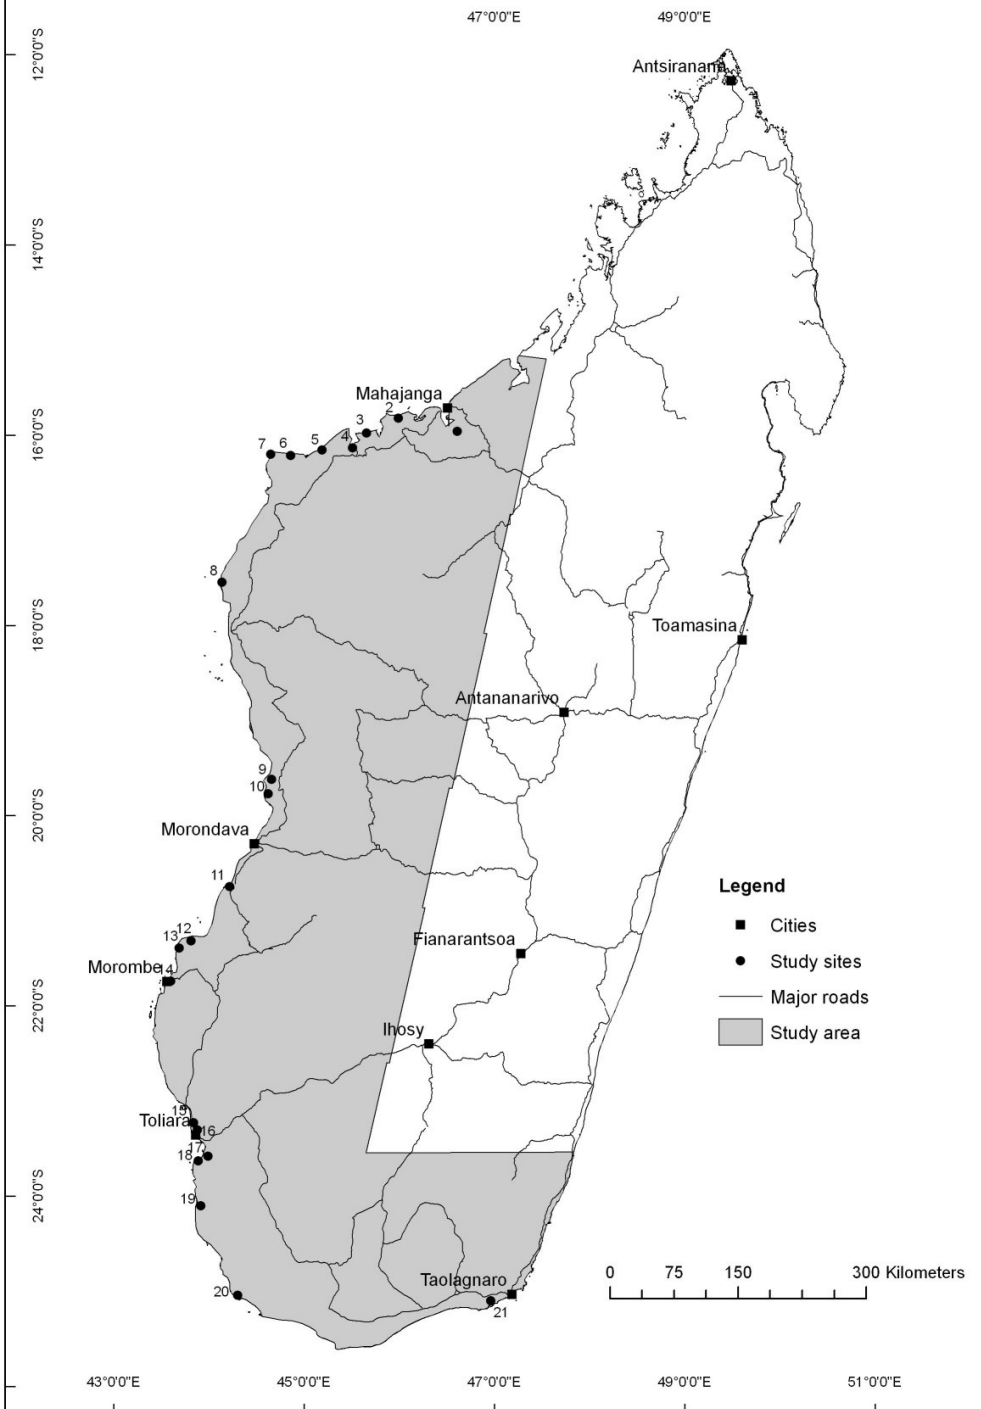 47°0'0"E 49°0'0"E
12°0'0"S
Antsiranana
14°0'0"S
Mahajanga
16°0'0"S
1
2
3
4
5
6
7
8
18°0'0"S
Toamasina
Antananarivo
9
10
20°0'0"S
Morondava
11
Legend
Cities
Study sites
Major roads
Study area
12
13
Fianarantsoa
Morombe
14
22°0'0"S
Ihosy
15
Toliara
16
17
18
24°0'0"S
19
20
Taolagnaro
21
0 75 150 300 Kilometers
43°0'0"E 45°0'0"E 47°0'0"E 49°0'0"E 51°0'0"E